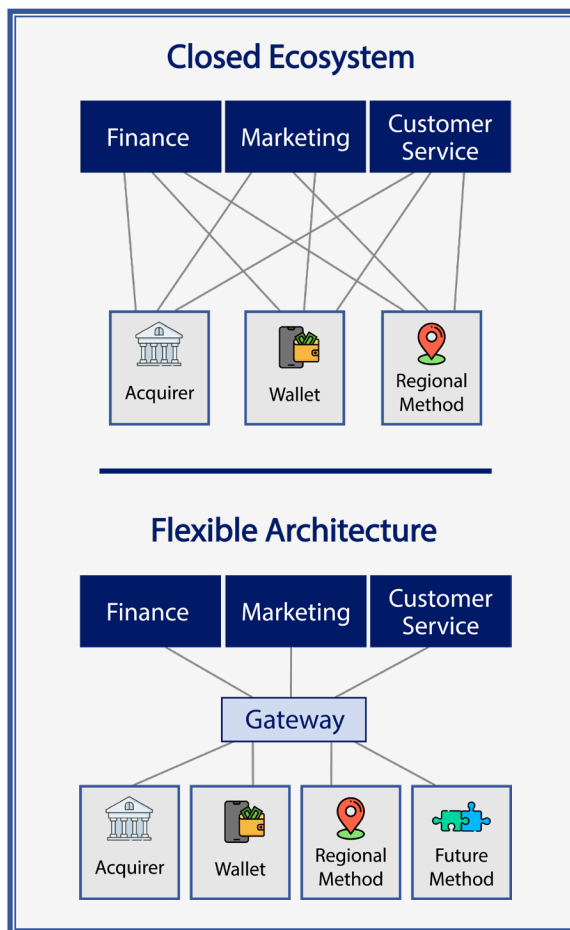 Closed Ecosystem
Finance
Marketing
Customer
Service
Acquirer
Wallet
Regional
Method
Flexible Architecture
Finance
Marketing
Customer
Service
Gateway
Acquirer
Wallet
Regional
Method
Future
Method